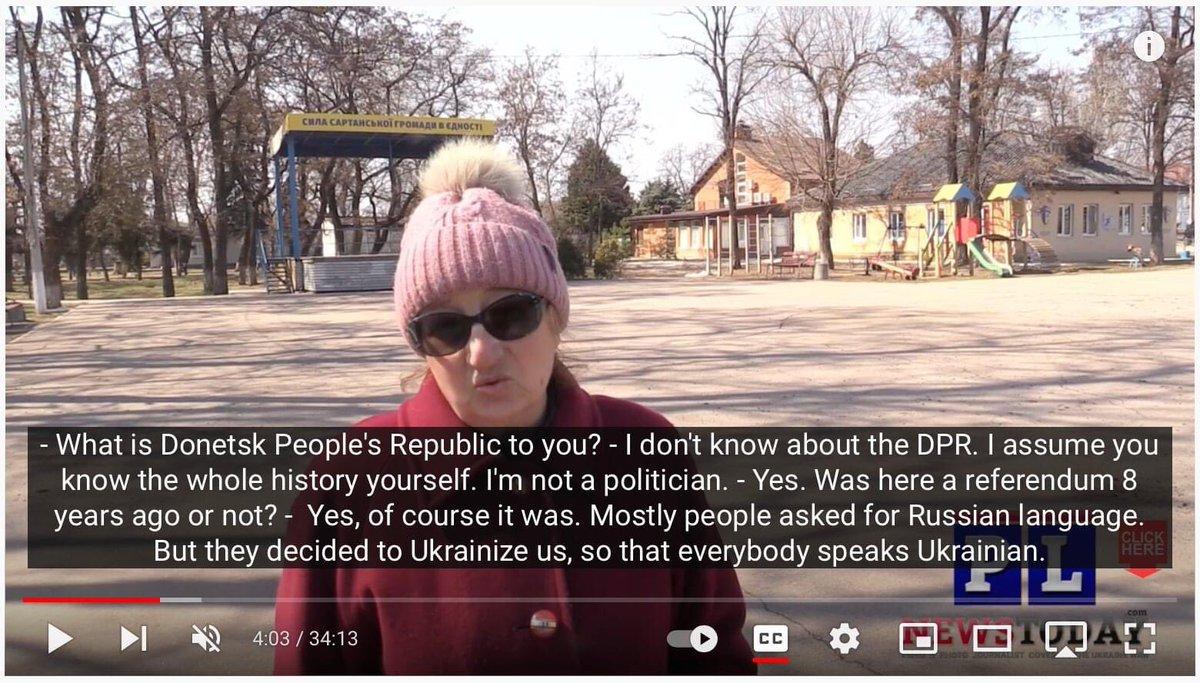 СИЛА САРТАНСЬКОЇ ГРОМАДИ В ЄДНОСТІ
- What is Donetsk People's Republic to you? - I don't know about the DPR. I assume you
know the whole history yourself. I'm not a politician. - Yes. Was here a referendum 8
years ago or not? - Yes, of course it was. Mostly people asked for Russian language.
But they decided to Ukrainize us, so that everybody speaks Ukrainian.
CLICK
HERE
PL
.com
NEWSTODAY
4:03 / 34:13
CC